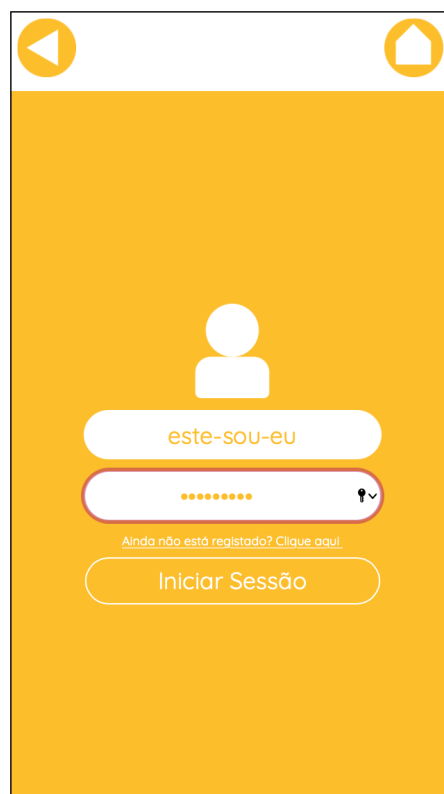 este-sou-eu
•••••••••
Ainda não está registado? Clique aqui
Iniciar Sessão